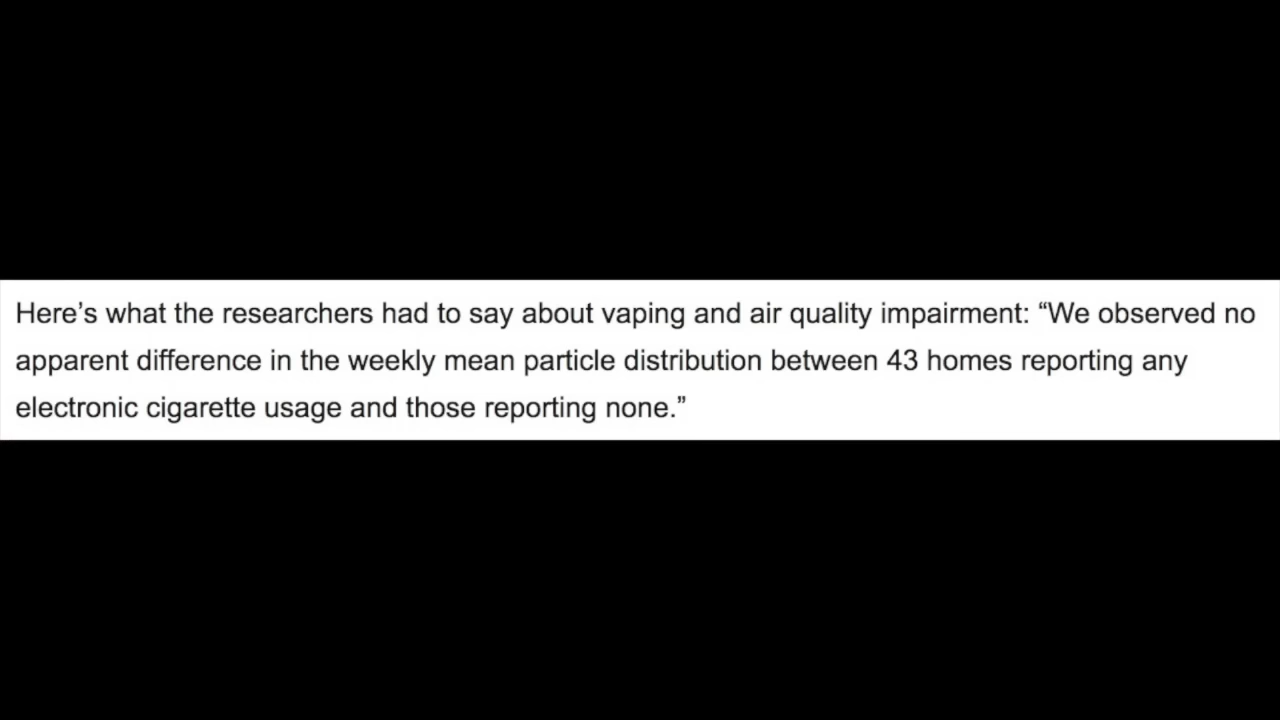 Here’s what the researchers had to say about vaping and air quality impairment: “We observed no
apparent difference in the weekly mean particle distribution between 43 homes reporting any
electronic cigarette usage and those reporting none.”